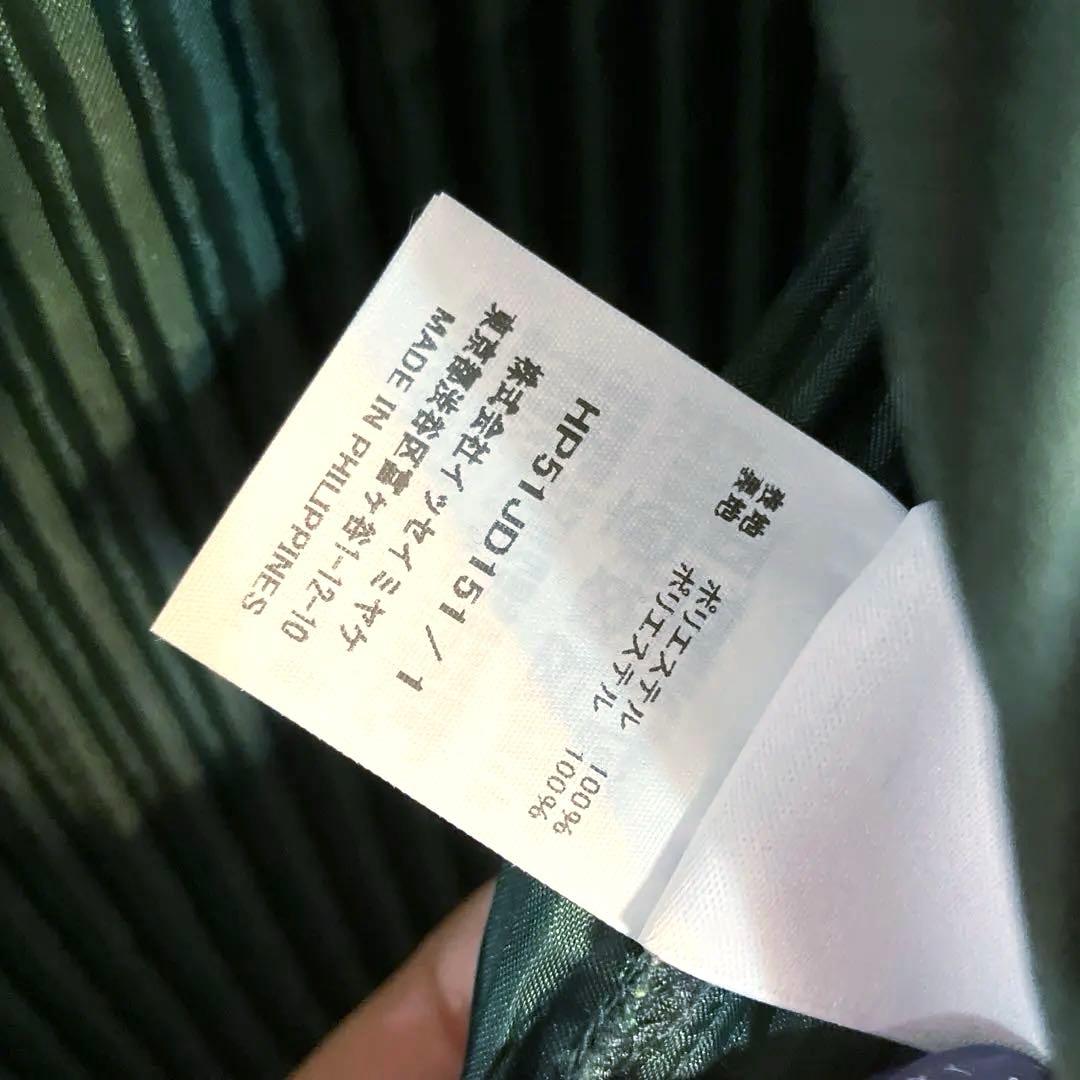 表地 ポリエステル 100%
裏地 ポリエステル 100%
HP51JD151 / 1
株式会社イッセイミヤケ
東京都渋谷区富ヶ谷1-12-10
MADE IN PHILIPPINES